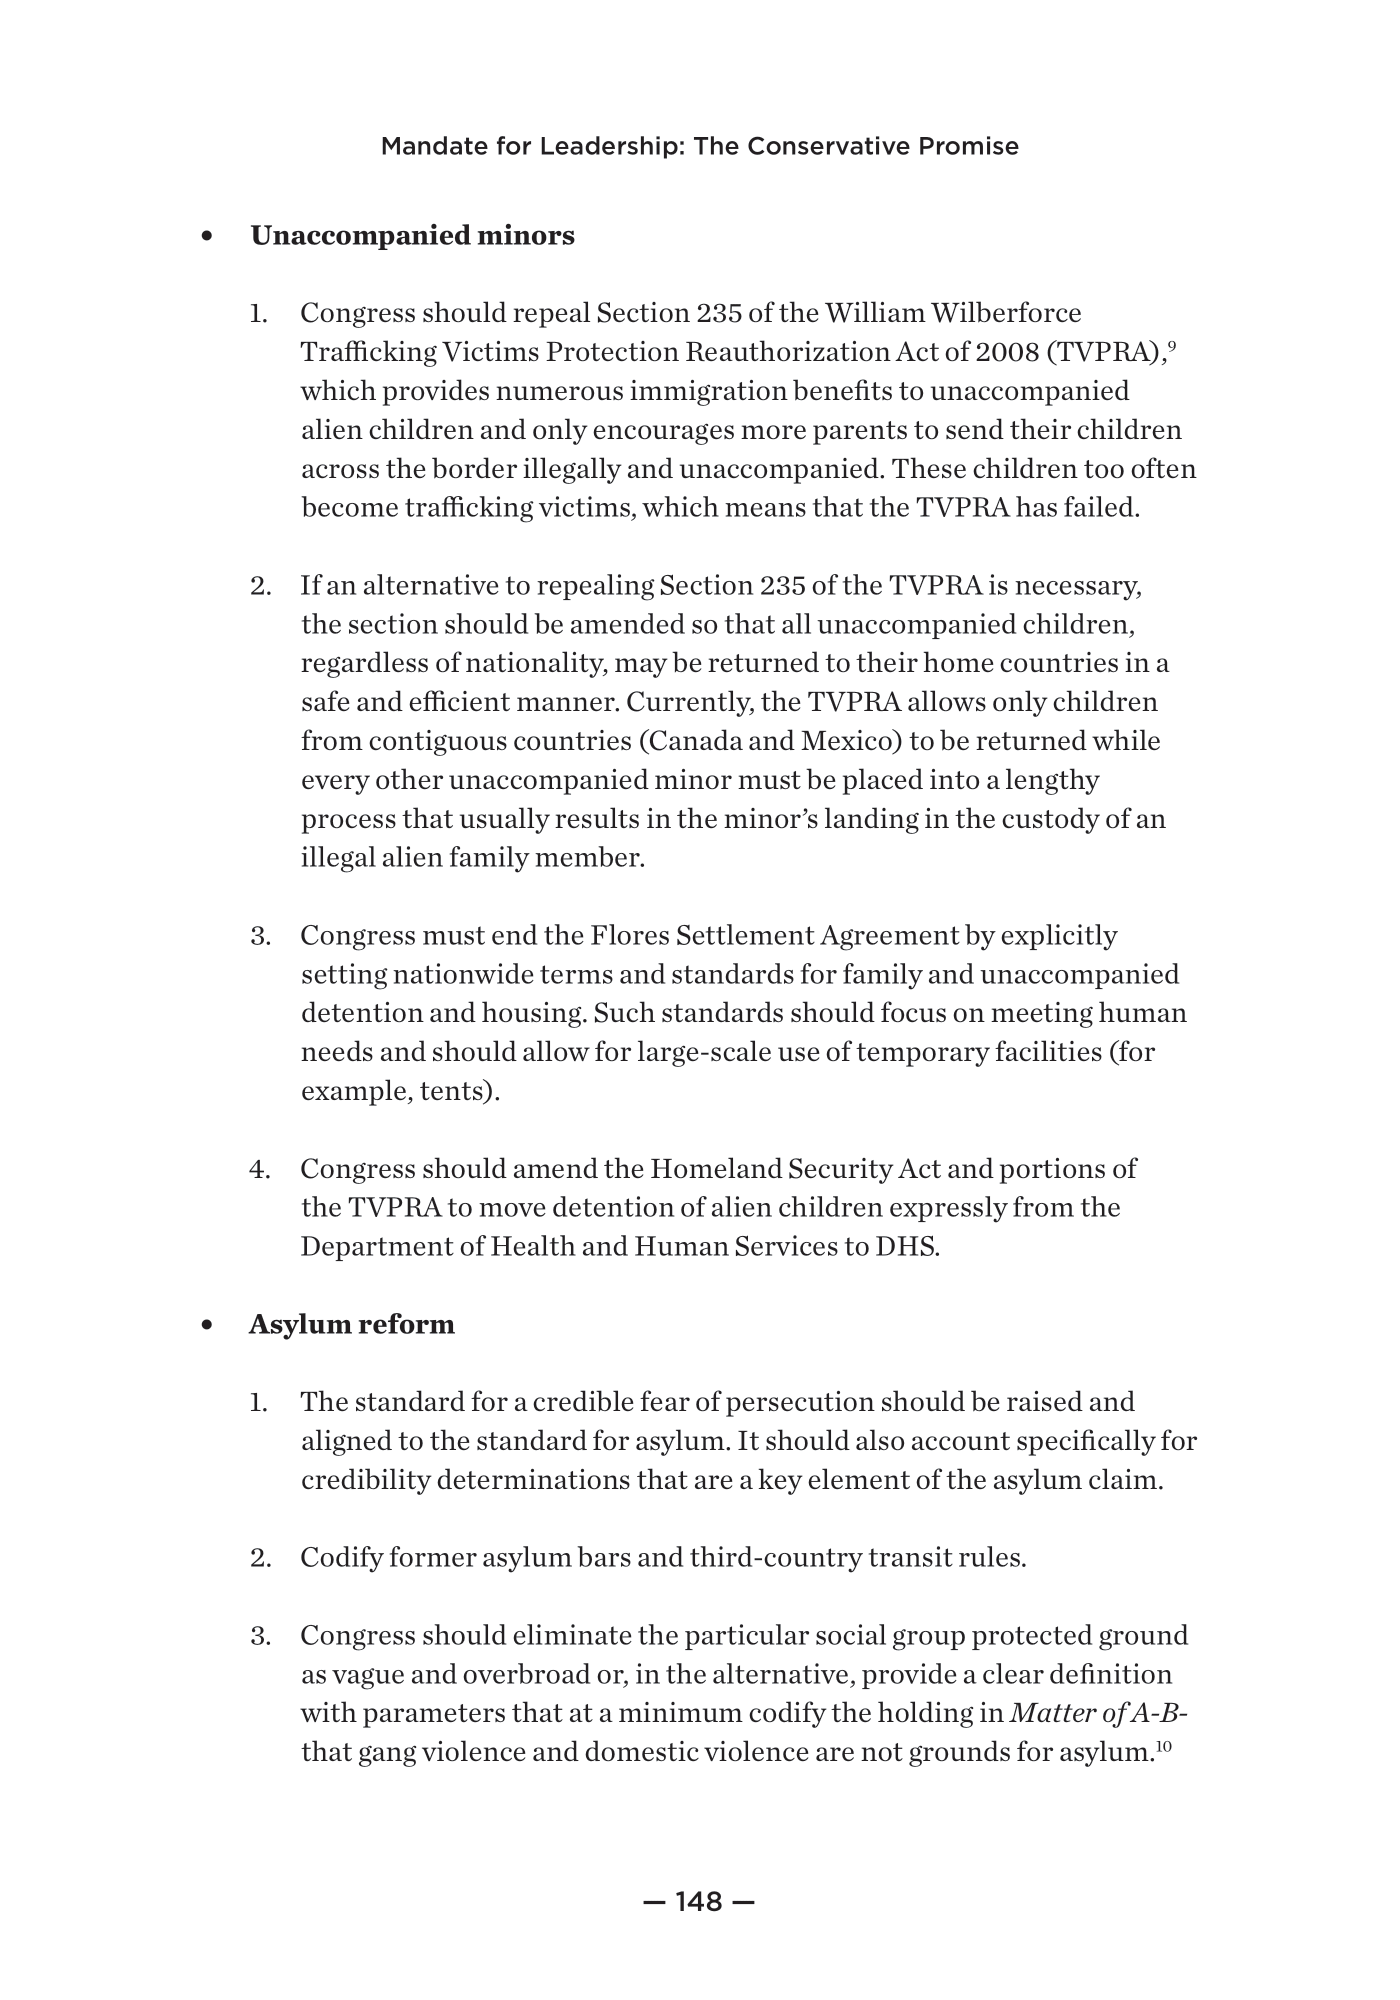 Mandate for Leadership: The Conservative Promise
• Unaccompanied minors
1. Congress should repeal Section 235 of the William Wilberforce
Trafficking Victims Protection Reauthorization Act of 2008 (TVPRA),⁹
which provides numerous immigration benefits to unaccompanied
alien children and only encourages more parents to send their children
across the border illegally and unaccompanied. These children too often
become trafficking victims, which means that the TVPRA has failed.
2. If an alternative to repealing Section 235 of the TVPRA is necessary,
the section should be amended so that all unaccompanied children,
regardless of nationality, may be returned to their home countries in a
safe and efficient manner. Currently, the TVPRA allows only children
from contiguous countries (Canada and Mexico) to be returned while
every other unaccompanied minor must be placed into a lengthy
process that usually results in the minor’s landing in the custody of an
illegal alien family member.
3. Congress must end the Flores Settlement Agreement by explicitly
setting nationwide terms and standards for family and unaccompanied
detention and housing. Such standards should focus on meeting human
needs and should allow for large-scale use of temporary facilities (for
example, tents).
4. Congress should amend the Homeland Security Act and portions of
the TVPRA to move detention of alien children expressly from the
Department of Health and Human Services to DHS.
• Asylum reform
1. The standard for a credible fear of persecution should be raised and
aligned to the standard for asylum. It should also account specifically for
credibility determinations that are a key element of the asylum claim.
2. Codify former asylum bars and third-country transit rules.
3. Congress should eliminate the particular social group protected ground
as vague and overbroad or, in the alternative, provide a clear definition
with parameters that at a minimum codify the holding in Matter of A-B-
that gang violence and domestic violence are not grounds for asylum.¹⁰
— 148 —